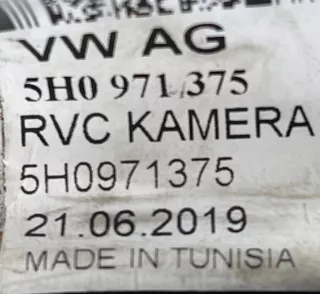 VW AG
5H0 971 375
RVC KAMERA
5H0971375
21.06.2019
MADE IN TUNISIA